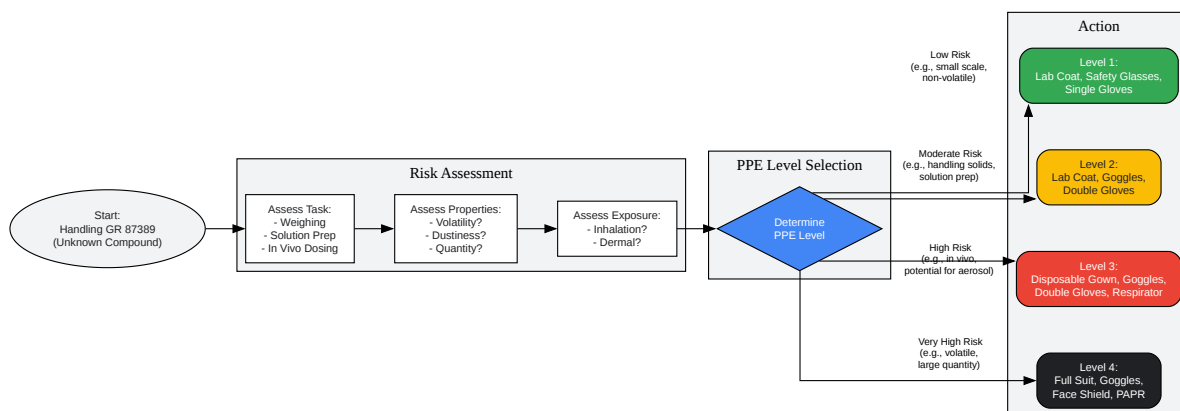 Start:
Handling GR 87389
(Unknown Compound)
Risk Assessment
Assess Task:
- Weighing
- Solution Prep
- In Vivo Dosing
Assess Properties:
- Volatility?
- Dustiness?
- Quantity?
Assess Exposure:
- Inhalation?
- Dermal?
PPE Level Selection
Determine
PPE Level
Low Risk
(e.g., small scale,
non-volatile)
Moderate Risk
(e.g., handling solids,
solution prep)
High Risk
(e.g., in vivo,
potential for aerosol)
Very High Risk
(e.g., volatile,
large quantity)
Action
Level 1:
Lab Coat, Safety Glasses,
Single Gloves
Level 2:
Lab Coat, Goggles,
Double Gloves
Level 3:
Disposable Gown, Goggles,
Double Gloves, Respirator
Level 4:
Full Suit, Goggles,
Face Shield, PAPR